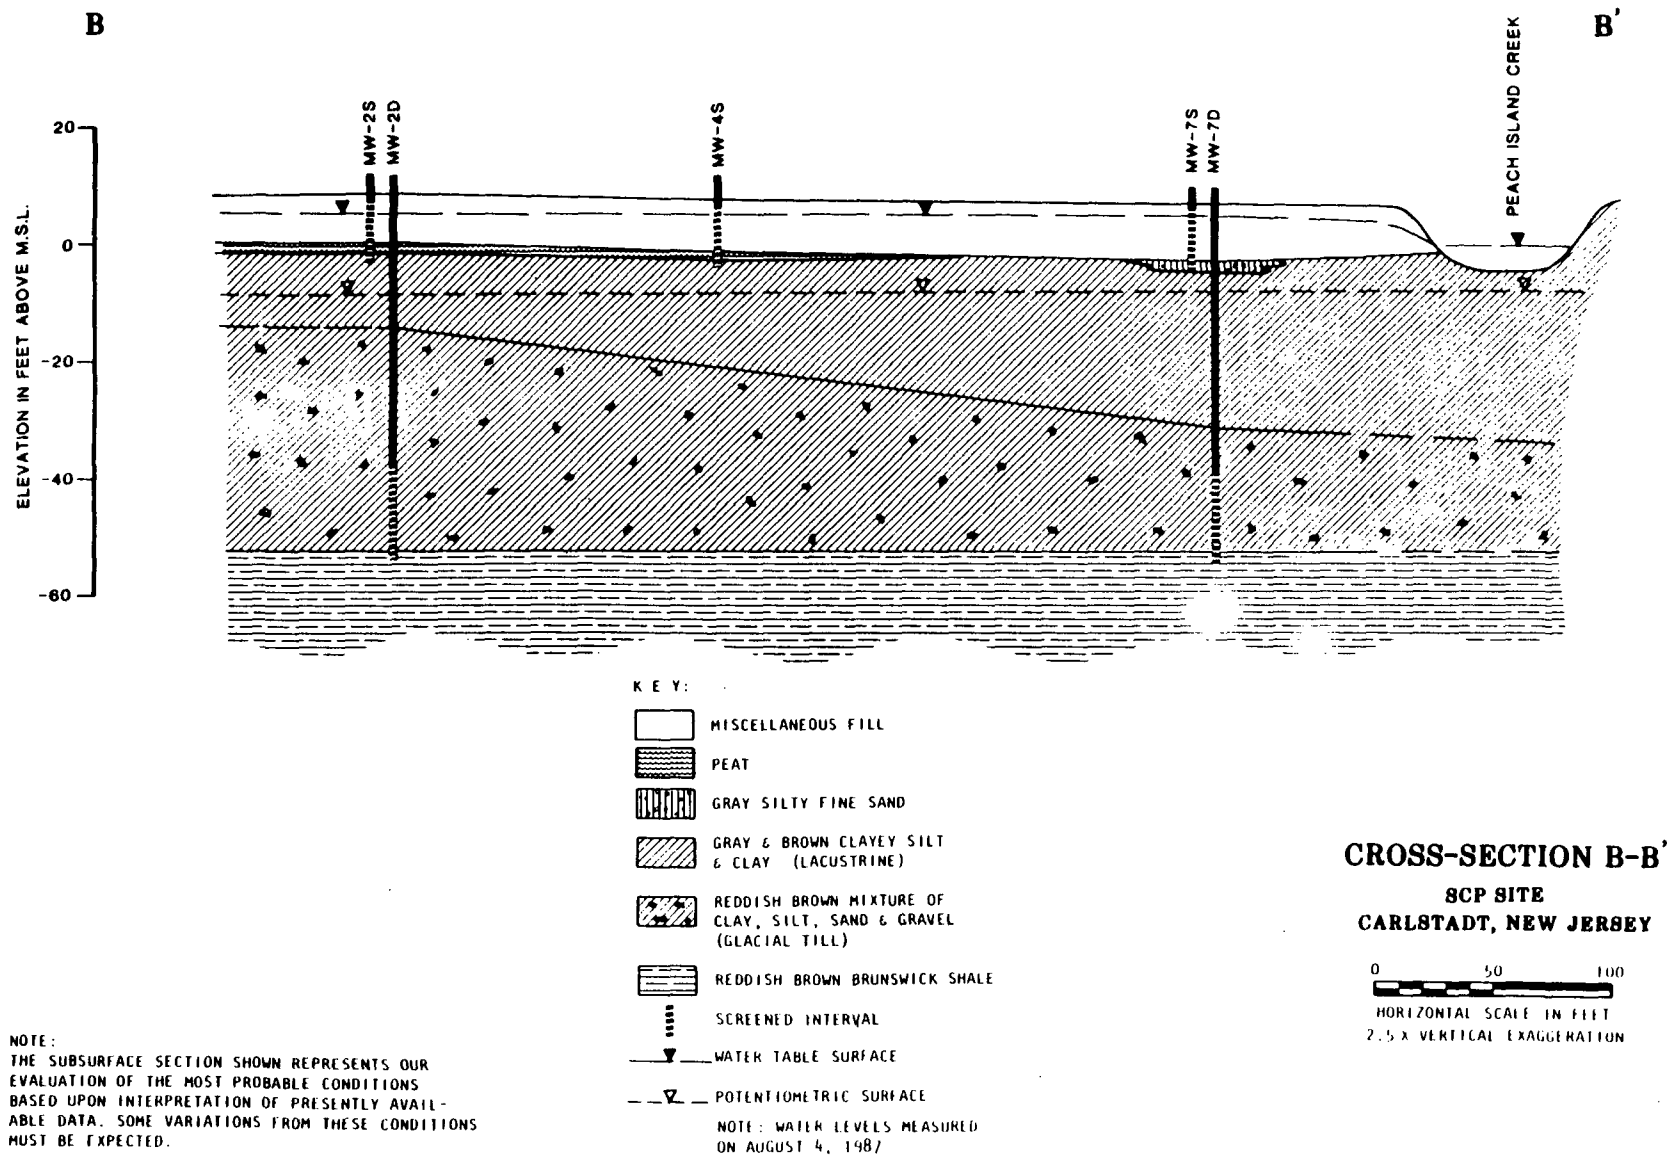 B
B'
PEACH ISLAND CREEK
MW-2S
MW-2D
MW-4S
MW-7S
MW-7D
ELEVATION IN FEET ABOVE M.S.L.
20
0
-20
-40
-60
KEY:
MISCELLANEOUS FILL
PEAT
GRAY SILTY FINE SAND
GRAY & BROWN CLAYEY SILT
& CLAY (LACUSTRINE)
REDDISH BROWN MIXTURE OF
CLAY, SILT, SAND & GRAVEL
(GLACIAL TILL)
REDDISH BROWN BRUNSWICK SHALE
SCREENED INTERVAL
WATER TABLE SURFACE
POTENTIOMETRIC SURFACE
NOTE: WATER LEVELS MEASURED
ON AUGUST 4, 1987
CROSS-SECTION B-B'
SCP SITE
CARLSTADT, NEW JERSEY
0 50 100
HORIZONTAL SCALE IN FEET
2.5 X VERTICAL EXAGGERATION
NOTE:
THE SUBSURFACE SECTION SHOWN REPRESENTS OUR
EVALUATION OF THE MOST PROBABLE CONDITIONS
BASED UPON INTERPRETATION OF PRESENTLY AVAIL-
ABLE DATA. SOME VARIATIONS FROM THESE CONDITIONS
MUST BE EXPECTED.